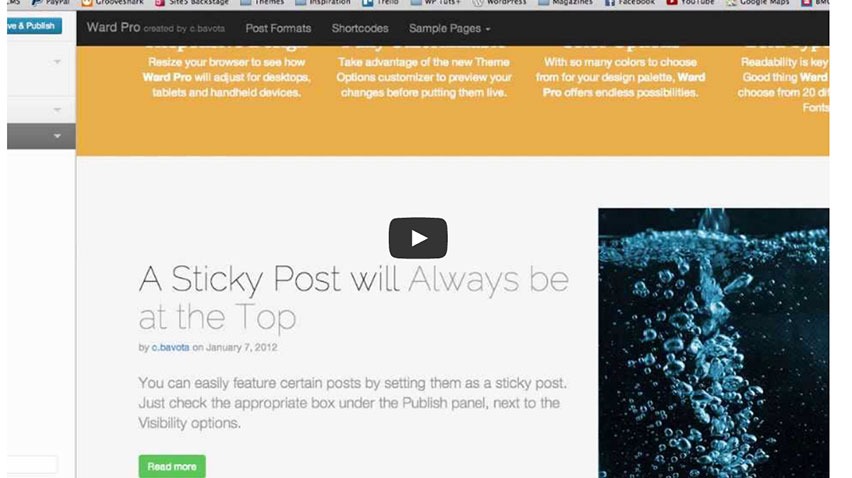 PayPal Grooveshark Sites Backstage Themes Inspiration Trello WP Tuts+ WordPress Magazines Facebook YouTube Google Maps
& Publish
Ward Pro created by c.bavota Post Formats Shortcodes Sample Pages
Resize your browser to see how
Ward Pro will adjust for desktops,
tablets and handheld devices.
Take advantage of the new Theme
Options customizer to preview your
changes before putting them live.
With so many colors to choose
from for your design palette, Ward
Pro offers endless possibilities.
Readability is key
Good thing Ward
choose from 20
Fonts
A Sticky Post will Always be
at the Top
by c.bavota on January 7, 2012
You can easily feature certain posts by setting them as a sticky post.
Just check the appropriate box under the Publish panel, next to the
Visibility options.
Read more